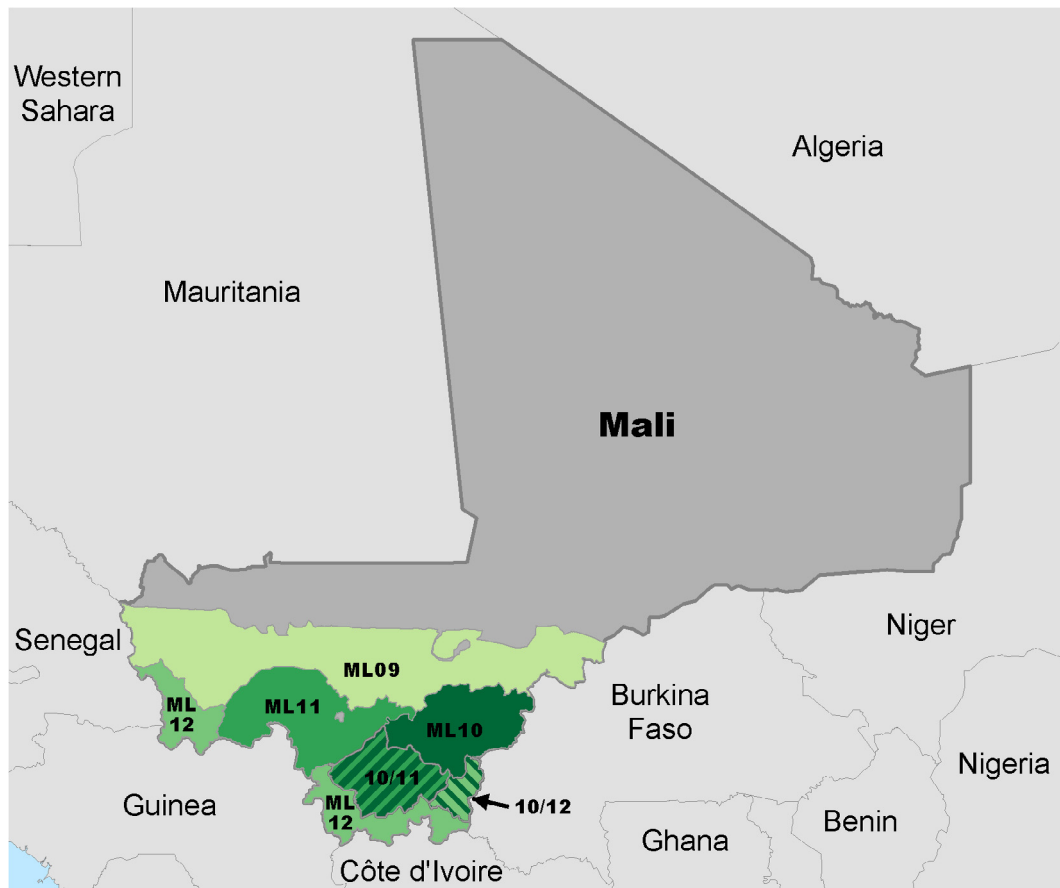 Western
Sahara
Algeria
Mauritania
Mali
Senegal
Niger
ML09
ML
12
ML11
Burkina
Faso
ML10
Nigeria
10/11
Guinea
10/12
ML
12
Benin
Ghana
Côte d'Ivoire